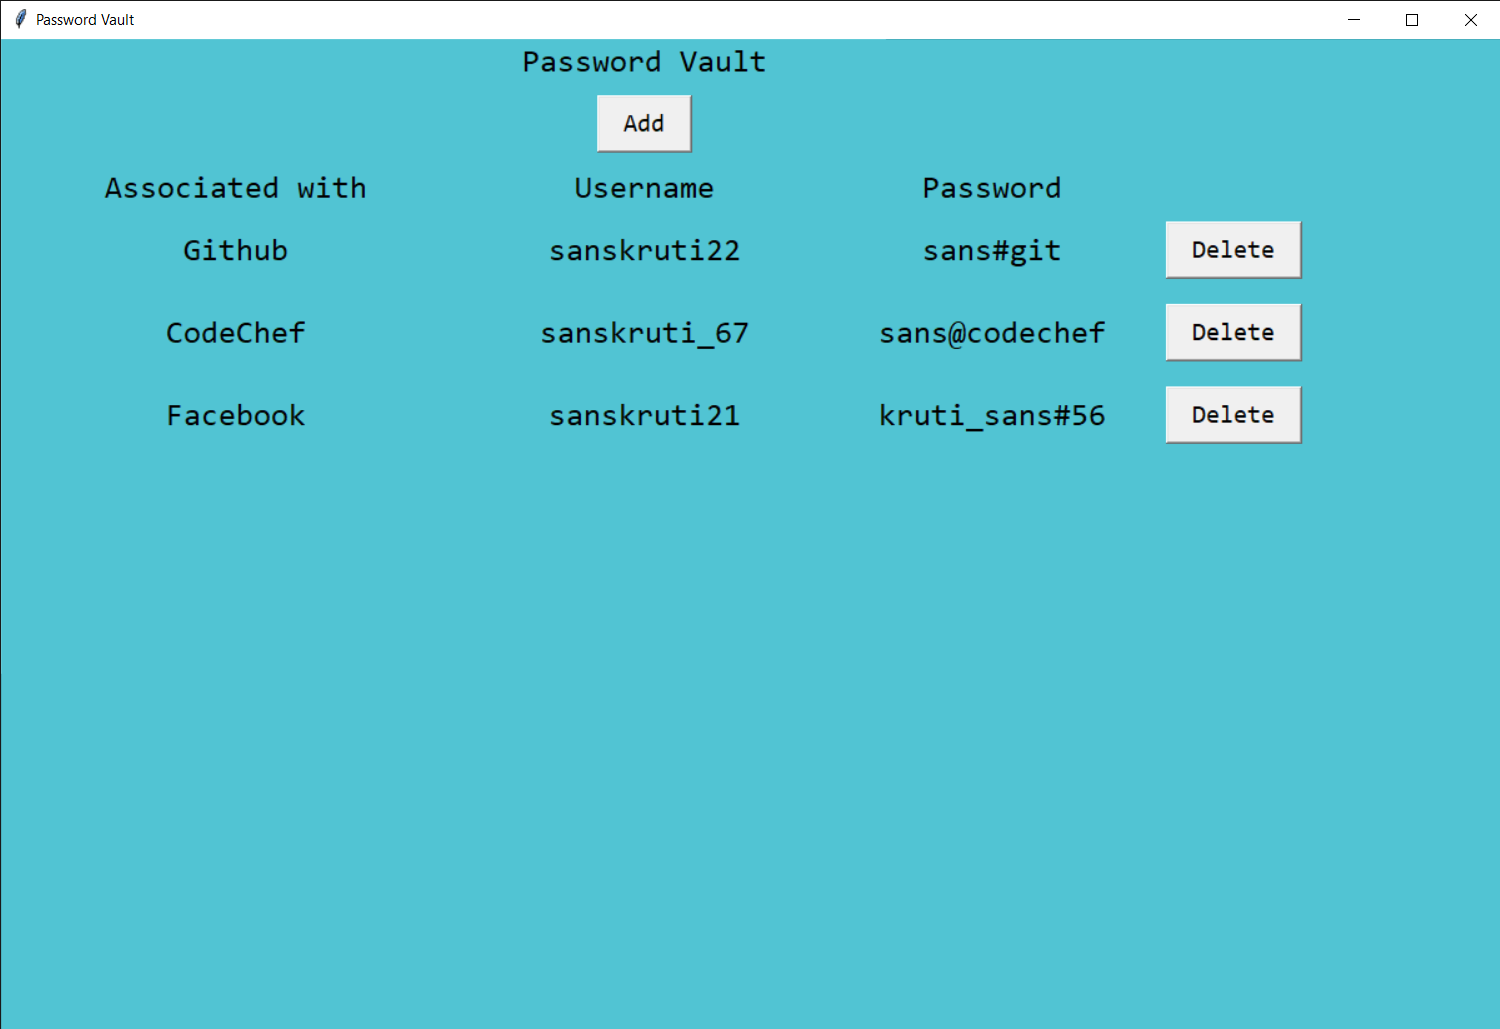 Password Vault
Password Vault
Add
Associated with Username Password
Github sanskruti22 sans#git Delete
CodeChef sanskruti_67 sans@codechef Delete
Facebook sanskruti21 kruti_sans#56 Delete